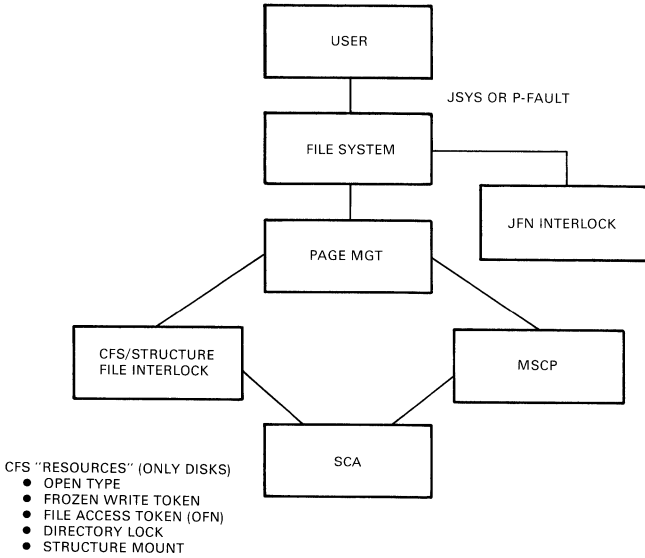 USER
JSYS OR P-FAULT
FILE SYSTEM
JFN INTERLOCK
PAGE MGT
CFS/STRUCTURE
FILE INTERLOCK
MSCP
SCA
CFS "RESOURCES" (ONLY DISKS)
● OPEN TYPE
● FROZEN WRITE TOKEN
● FILE ACCESS TOKEN (OFN)
● DIRECTORY LOCK
● STRUCTURE MOUNT